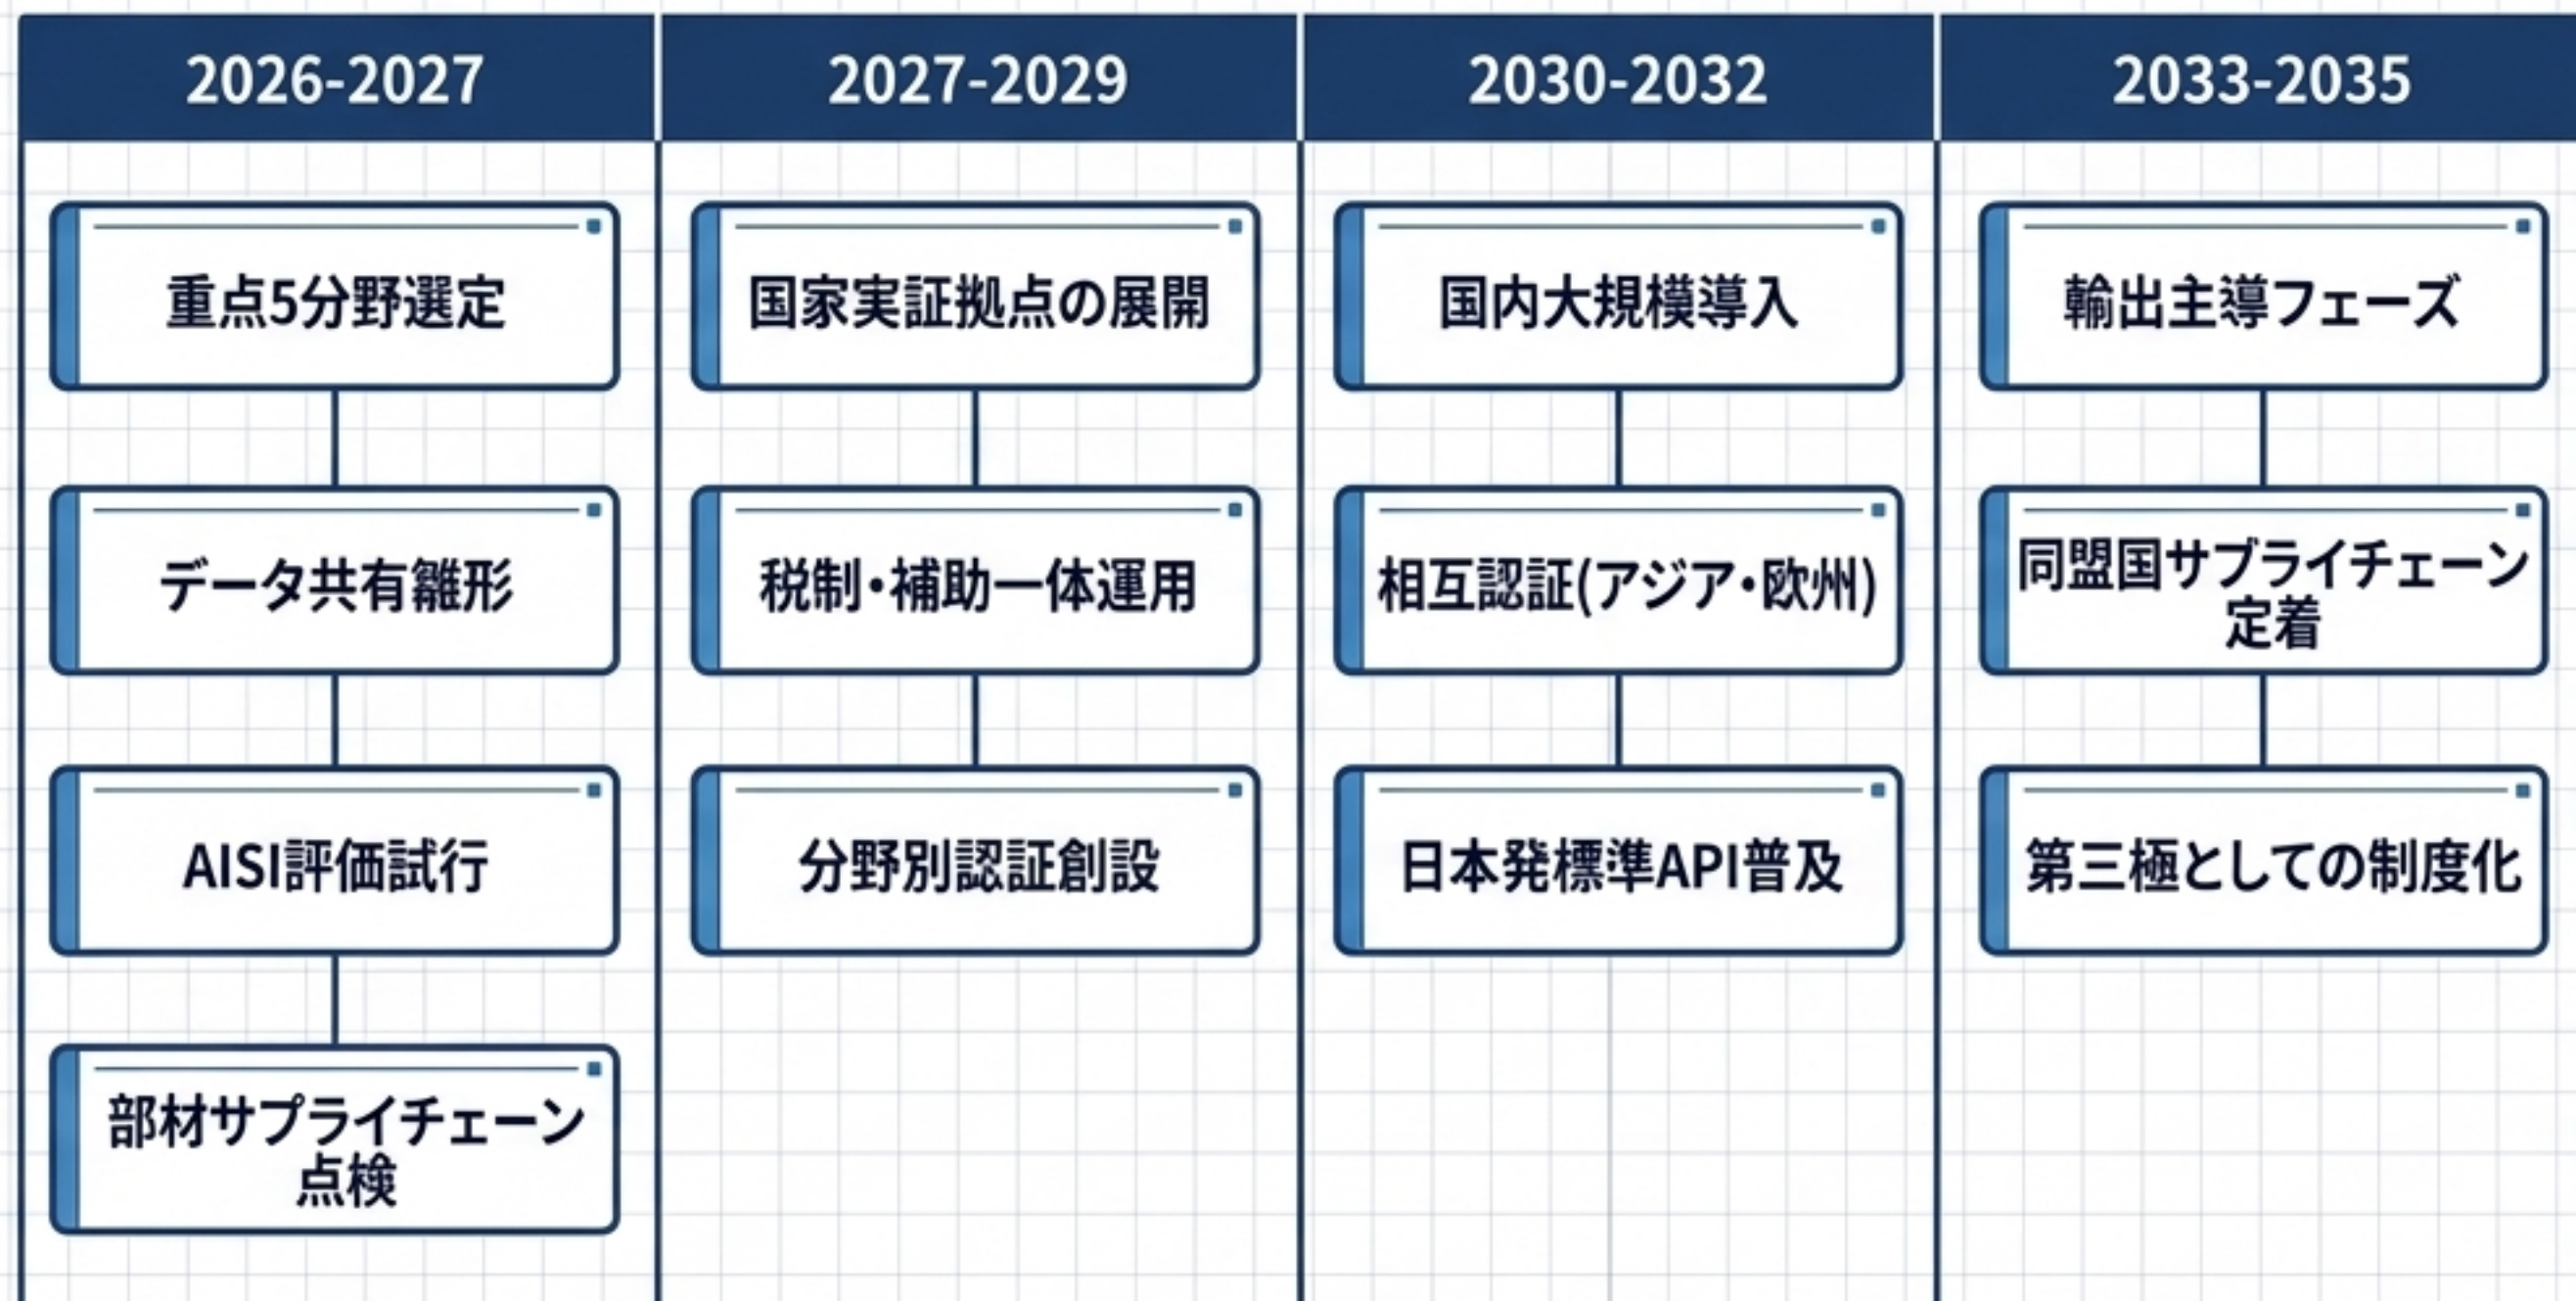 2026-2027
重点5分野選定
データ共有雛形
AISI評価試行
部材サプライチェーン
点検
2027-2029
国家実証拠点の展開
税制・補助一体運用
分野別認証創設
2030-2032
国内大規模導入
相互認証(アジア・欧州)
日本発標準API普及
2033-2035
輸出主導フェーズ
同盟国サプライチェーン
定着
第三極としての制度化